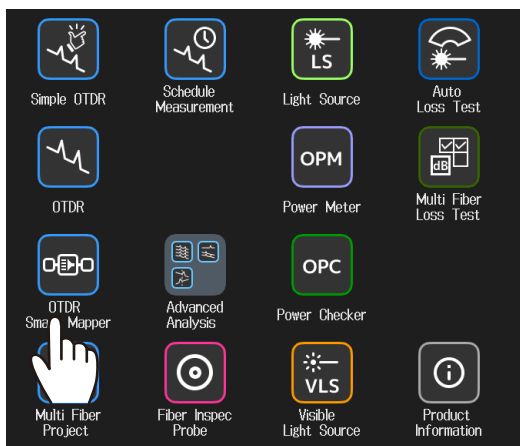 Simple OTDR
Schedule
Measurement
LS
Light Source
Auto
Loss Test
OTDR
OPM
Power Meter
dB
Multi Fiber
Loss Test
OTDR
Mapper
Advanced
Analysis
OPC
Power Checker
Multi Fiber
Project
Fiber Inspec
Probe
VLS
Visible
Light Source
Product
Information